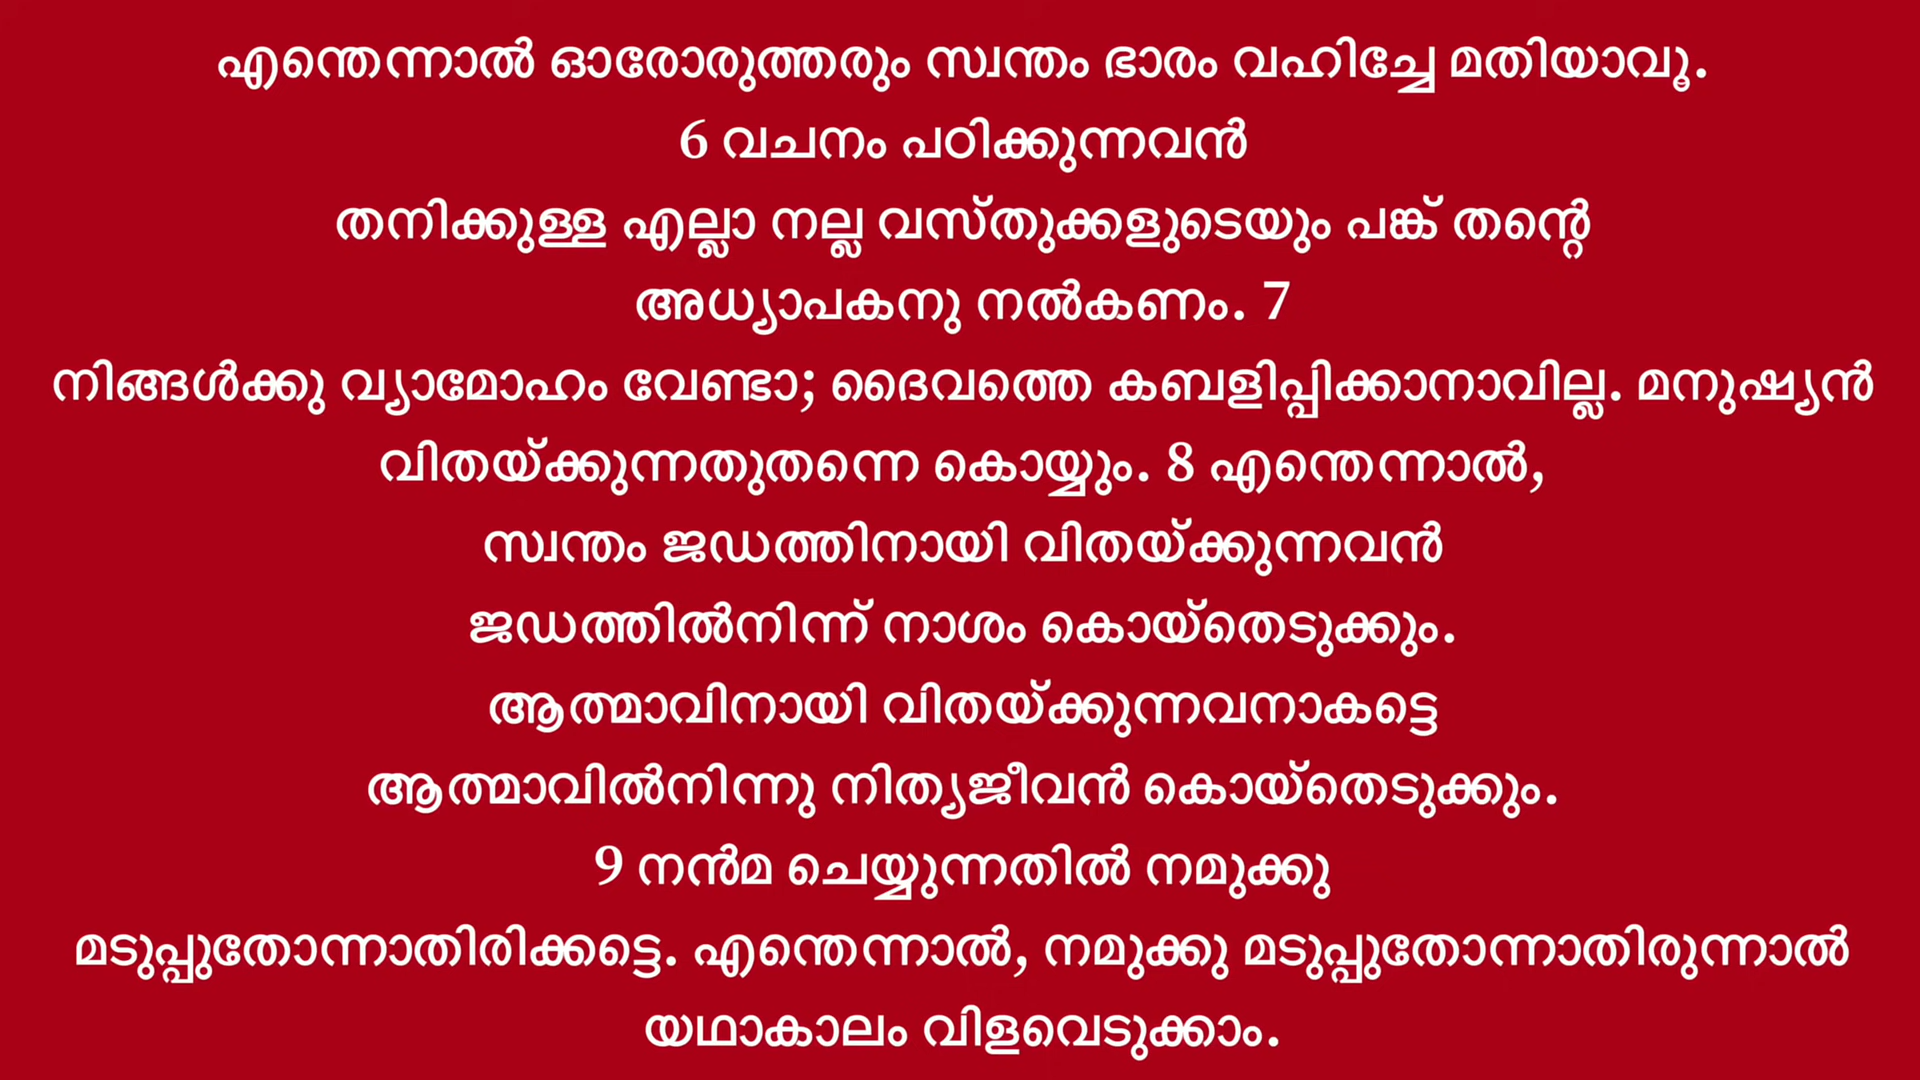 എന്തെന്നാൽ ഓരോരുത്തരും സ്വന്തം ഭാരം വഹിച്ചേ മതിയാവൂ.
6 വചനം പഠിക്കുന്നവൻ
തനിക്കുള്ള എല്ലാ നല്ല വസ്തുക്കളുടെയും പങ്ക് തന്റെ
അധ്യാപകനു നൽകണം. 7
നിങ്ങൾക്കു വ്യാമോഹം വേണ്ടാ; ദൈവത്തെ കബളിപ്പിക്കാനാവില്ല. മനുഷ്യൻ
വിതയ്ക്കുന്നതുതന്നെ കൊയ്യും. 8 എന്തെന്നാൽ,
സ്വന്തം ജഡത്തിനായി വിതയ്ക്കുന്നവൻ
ജഡത്തിൽനിന്ന് നാശം കൊയ്തെടുക്കും.
ആത്മാവിനായി വിതയ്ക്കുന്നവനാകട്ടെ
ആത്മാവിൽനിന്നു നിത്യജീവൻ കൊയ്തെടുക്കും.
9 നൻമ ചെയ്യുന്നതിൽ നമുക്കു
മടുപ്പുതോന്നാതിരിക്കട്ടെ. എന്തെന്നാൽ, നമുക്കു മടുപ്പുതോന്നാതിരുന്നാൽ
യഥാകാലം വിളവെടുക്കാം.